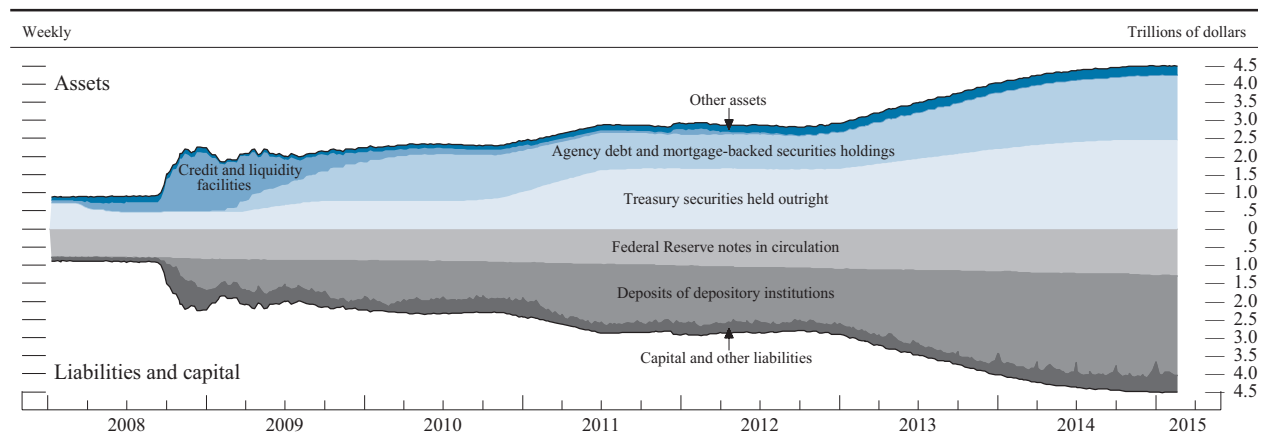 Weekly
Trillions of dollars
Assets
Other assets
Credit and liquidity
facilities
Agency debt and mortgage-backed securities holdings
Treasury securities held outright
Federal Reserve notes in circulation
Deposits of depository institutions
Capital and other liabilities
Liabilities and capital
4.5
4.0
3.5
3.0
2.5
2.0
1.5
1.0
.5
0
.5
1.0
1.5
2.0
2.5
3.0
3.5
4.0
4.5
2008 2009 2010 2011 2012 2013 2014 2015